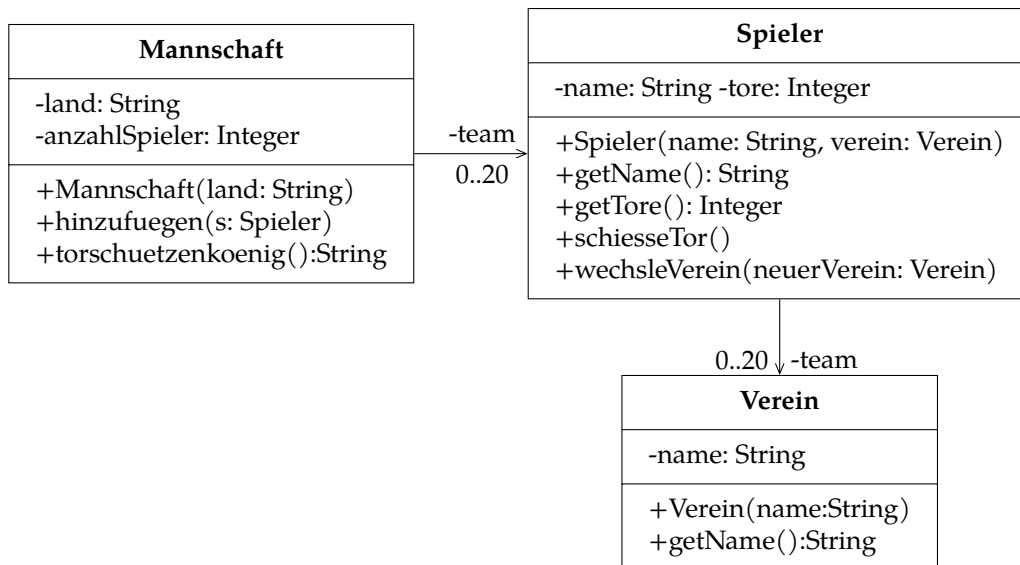 Mannschaft
-land: String
-anzahlSpieler: Integer
+Mannschaft(land: String)
+hinzufuegen(s: Spieler)
+torschuetzenkoenig():String
-team
0..20
Spieler
-name: String -tore: Integer
+Spieler(name: String, verein: Verein)
+getName(): String
+getTore(): Integer
+schiesseTor()
+wechsleVerein(neuerVerein: Verein)
0..20 -team
Verein
-name: String
+Verein(name:String)
+getName():String